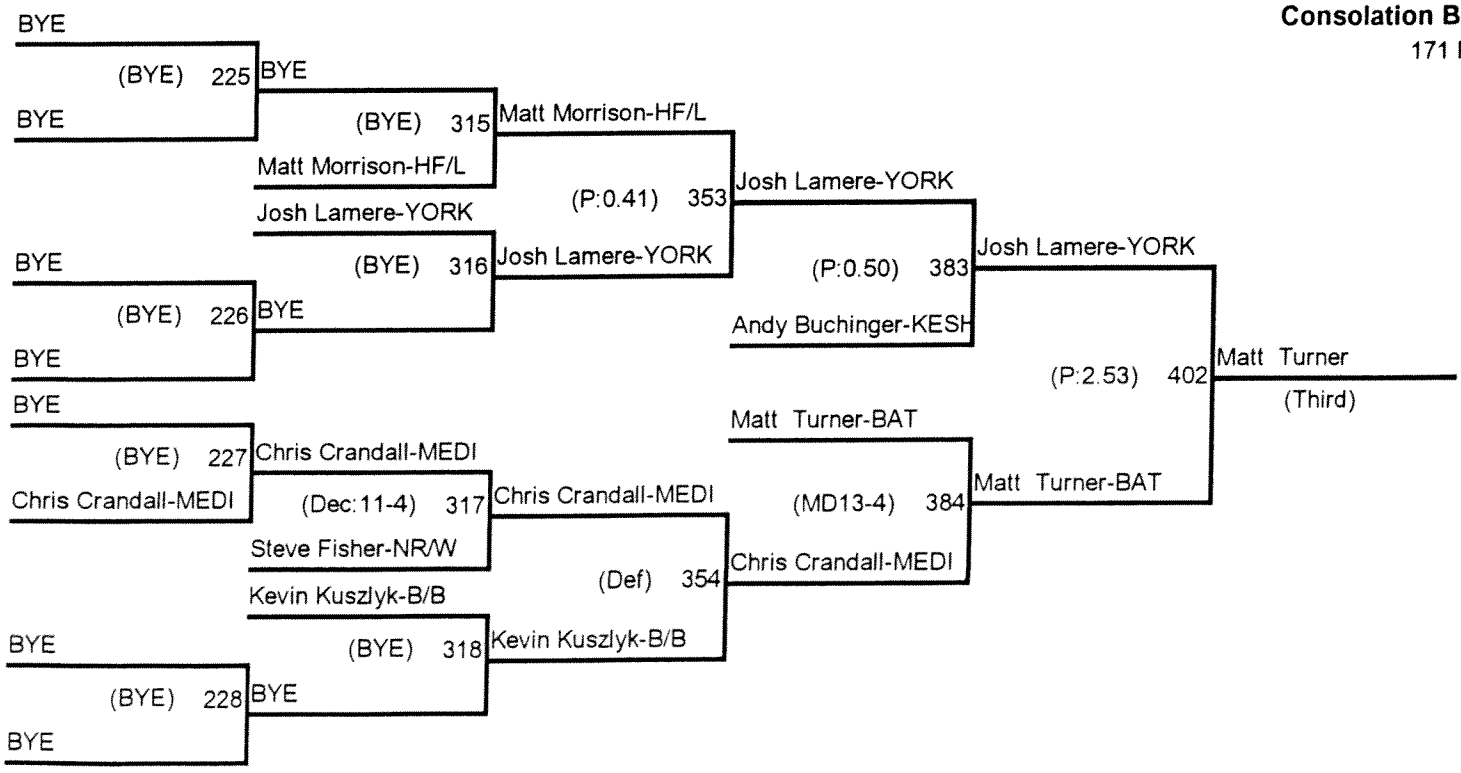 Consolation B
171
BYE
(BYE) 225 BYE
BYE
(BYE) 315 Matt Morrison-HF/L
Matt Morrison-HF/L
(P:0.41) 353 Josh Lamere-YORK
Josh Lamere-YORK
BYE
(BYE) 316 Josh Lamere-YORK
(BYE) 226 BYE
BYE
(P:0.50) 383 Josh Lamere-YORK
Andy Buchinger-KESH
(P:2.53) 402 Matt Turner
(Third)
BYE
(BYE) 227 Chris Crandall-MEDI
Chris Crandall-MEDI
(Dec:11-4) 317 Chris Crandall-MEDI
Steve Fisher-NR/W
Matt Turner-BAT
(MD13-4) 384 Matt Turner-BAT
(Def) 354 Chris Crandall-MEDI
Kevin Kuszlyk-B/B
(BYE) 318 Kevin Kuszlyk-B/B
BYE
(BYE) 228 BYE
BYE